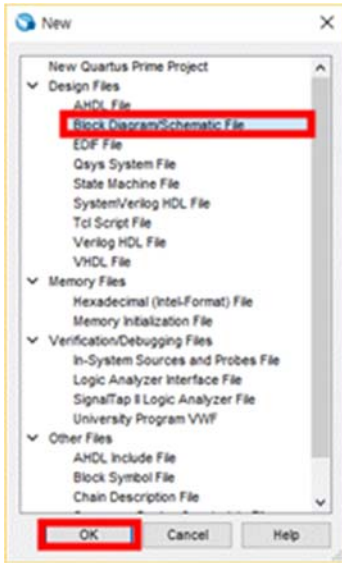 New
New Quartus Prime Project
Design Files
AHDL File
Block Diagram/Schematic File
EDIF File
Qsys System File
State Machine File
SystemVerilog HDL File
Tcl Script File
Verilog HDL File
VHDL File
Memory Files
Hexadecimal (Intel-Format) File
Memory Initialization File
Verification/Debugging Files
In-System Sources and Probes File
Logic Analyzer Interface File
SignalTap II Logic Analyzer File
University Program VWF
Other Files
AHDL Include File
Block Symbol File
Chain Description File
OK Cancel Help